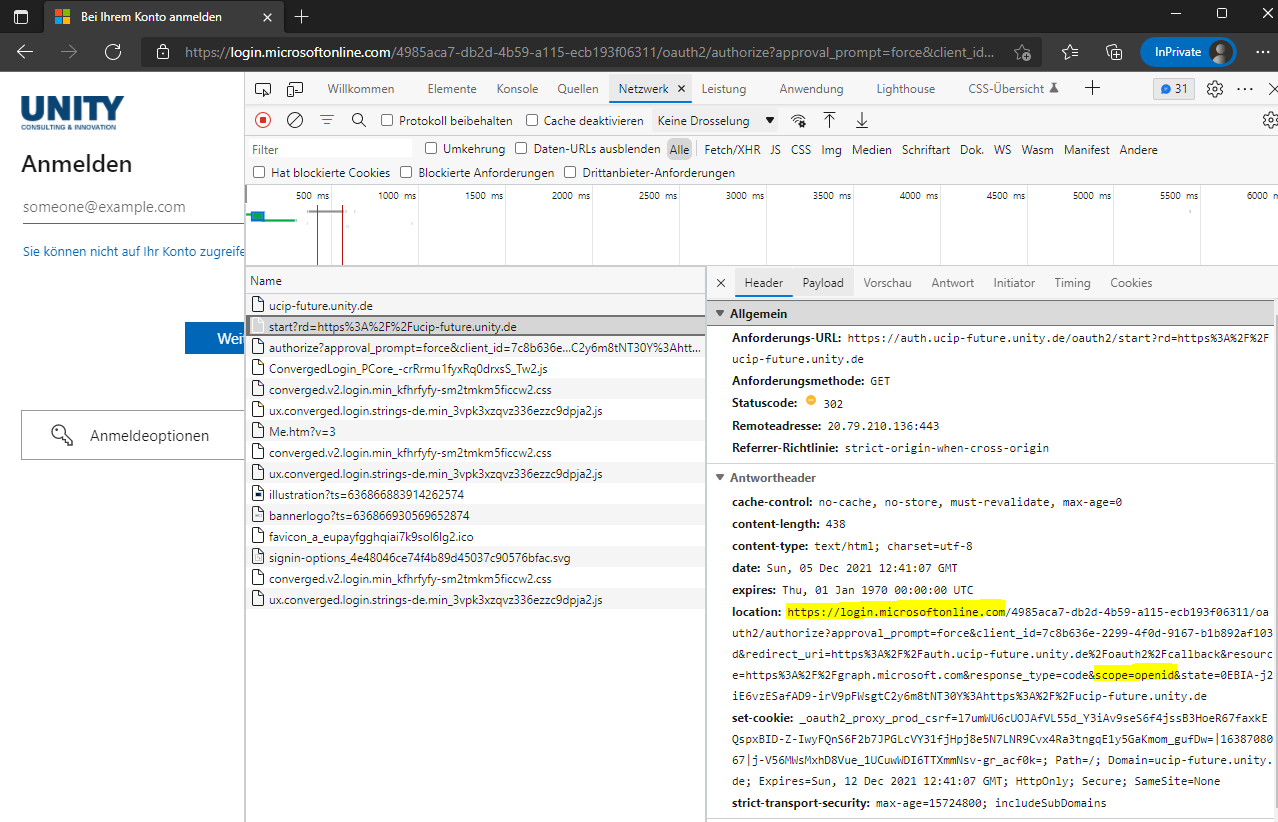 Bei Ihrem Konto anmelden
https://login.microsoftonline.com/4985aca7-db2d-4b59-a115-ecb193f06311/oauth2/authorize?approval_prompt=force&client_id...
InPrivate
UNITY
CONSULTING & INNOVATION
Anmelden
someone@example.com
Sie können nicht auf Ihr Konto zugreife
Wei
Anmeldeoptionen
Willkommen Elemente Konsole Quellen Netzwerk Leistung Anwendung Lighthouse CSS-Übersicht 31
Protokoll beibehalten Cache deaktivieren Keine Drosselung
Filter Umkehrung Daten-URLs ausblenden Alle Fetch/XHR JS CSS Img Medien Schriftart Dok. WS Wasm Manifest Andere
Hat blockierte Cookies Blockierte Anforderungen Drittanbieter-Anforderungen
500 ms 1000 ms 1500 ms 2000 ms 2500 ms 3000 ms 3500 ms 4000 ms 4500 ms 5000 ms 5500 ms 6000 m
Name
ucip-future.unity.de
start?rd=https%3A%2F%2Fucip-future.unity.de
authorize?approval_prompt=force&client_id=7c8b636e...C2y6m8tNT30Y%3Ahtt...
ConvergedLogin_PCore_-crRrmu1fyxRq0drxsS_Tw2.js
converged.v2.login.min_kfhrfyfy-sm2tmkm5ficcw2.css
ux.converged.login.strings-de.min_3vpk3xzqvz336ezzc9dpja2.js
Me.htm?v=3
converged.v2.login.min_kfhrfyfy-sm2tmkm5ficcw2.css
ux.converged.login.strings-de.min_3vpk3xzqvz336ezzc9dpja2.js
illustration?ts=636866883914262574
bannerlogo?ts=636866930569652874
favicon_a_eupayfgghqiai7k9sol6lg2.ico
signin-options_4e48046ce74f4b89d45037c90576bfac.svg
converged.v2.login.min_kfhrfyfy-sm2tmkm5ficcw2.css
ux.converged.login.strings-de.min_3vpk3xzqvz336ezzc9dpja2.js
Header Payload Vorschau Antwort Initiator Timing Cookies
Allgemein
Anforderungs-URL: https://auth.ucip-future.unity.de/oauth2/start?rd=https%3A%2F%2F
ucip-future.unity.de
Anforderungsmethode: GET
Statuscode: 302
Remoteadresse: 20.79.210.136:443
Referrer-Richtlinie: strict-origin-when-cross-origin
Antwortheader
cache-control: no-cache, no-store, must-revalidate, max-age=0
content-length: 438
content-type: text/html; charset=utf-8
date: Sun, 05 Dec 2021 12:41:07 GMT
expires: Thu, 01 Jan 1970 00:00:00 UTC
location: https://login.microsoftonline.com/4985aca7-db2d-4b59-a115-ecb193f06311/oa
uth2/authorize?approval_prompt=force&client_id=7c8b636e-2299-4f0d-9167-b1b892af103
d&redirect_uri=https%3A%2F%2Fauth.ucip-future.unity.de%2Foauth2%2Fcallback&resourc
e=https%3A%2F%2Fgraph.microsoft.com&response_type=code&scope=openid&state=0EBIA-j2
iE6vzESafAD9-irV9pFWsgtC2y6m8tNT30Y%3Ahttps%3A%2F%2Fucip-future.unity.de
set-cookie: _oauth2_proxy_prod_csrf=l7umWU6cUOJAfVL55d_Y3iAv9seS6f4jssB3HoeR67faxkE
QspxBID-Z-IwyFQnS6F2b7JPGLcVY31fjHpj8e5N7LNR9Cvx4Ra3tngqE1y5GaKmom_gufDw=|16387080
67|j-V56MWsMxhD8Vue_1UCuwWDI6TTXmmNsv-gr_acf0k=; Path=/; Domain=ucip-future.unity.
de; Expires=Sun, 12 Dec 2021 12:41:07 GMT; HttpOnly; Secure; SameSite=None
strict-transport-security: max-age=15724800; includeSubDomains